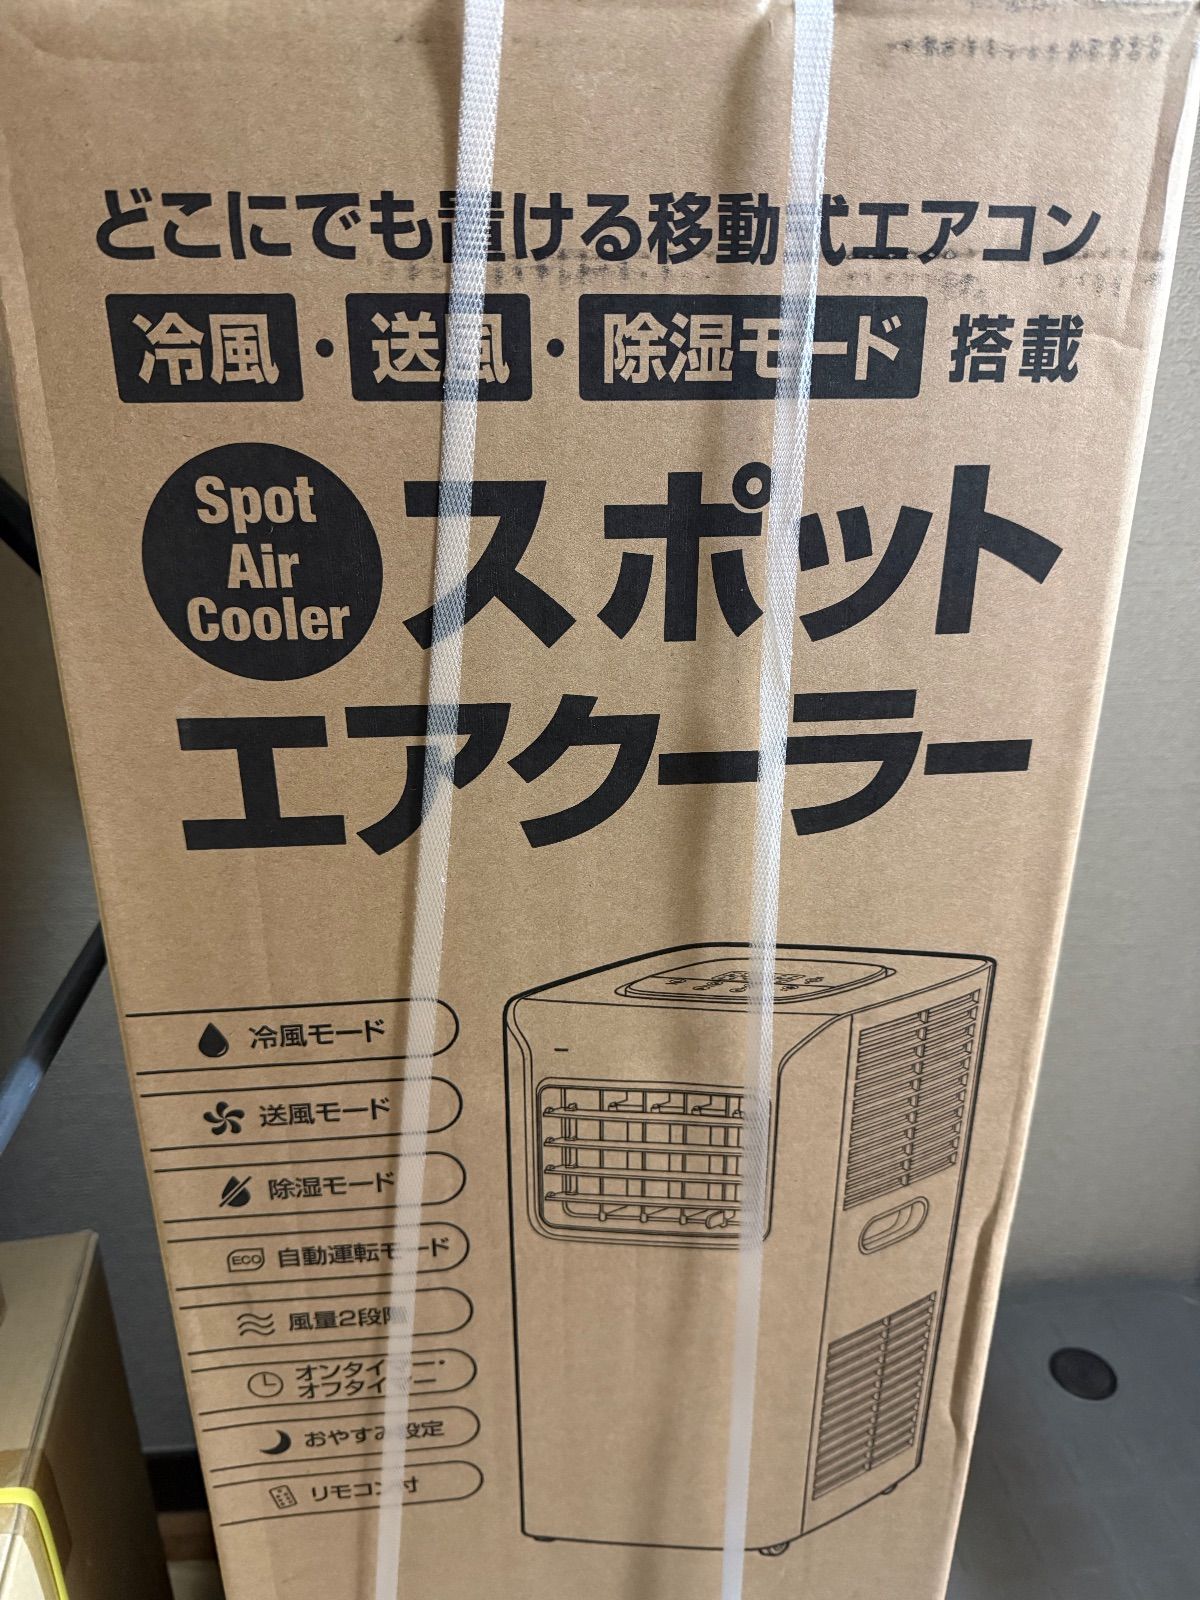 どこにでも置ける移動式エアコン
冷風・送風・除湿モード 搭載
Spot
Air
Cooler
スポット
エアクーラー
冷風モード
送風モード
除湿モード
ECO 自動運転モード
風量2段階
オンタイマー・
オフタイマー
おやすみ設定
リモコン付